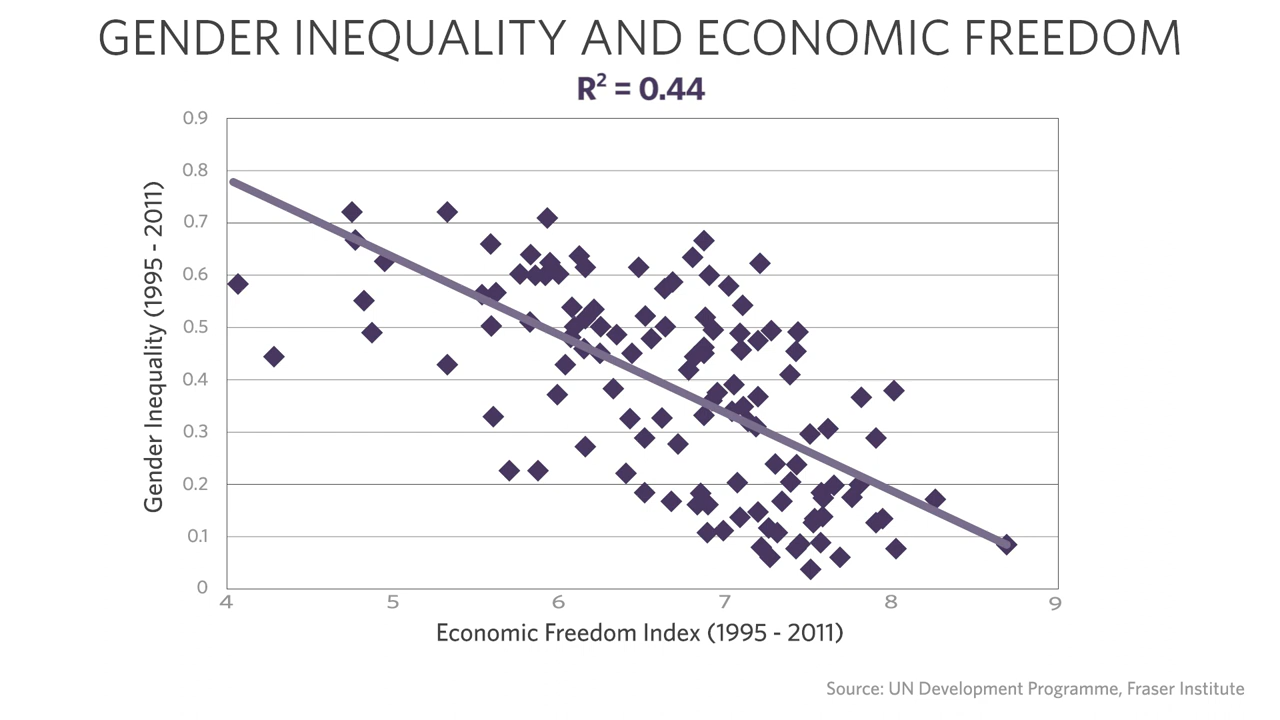 GENDER INEQUALITY AND ECONOMIC FREEDOM
R² = 0.44
0.9
0.8
0.7
0.6
0.5
0.4
0.3
0.2
0.1
0
Gender Inequality (1995 - 2011)
4 5 6 7 8 9
Economic Freedom Index (1995 - 2011)
Source: UN Development Programme, Fraser Institute